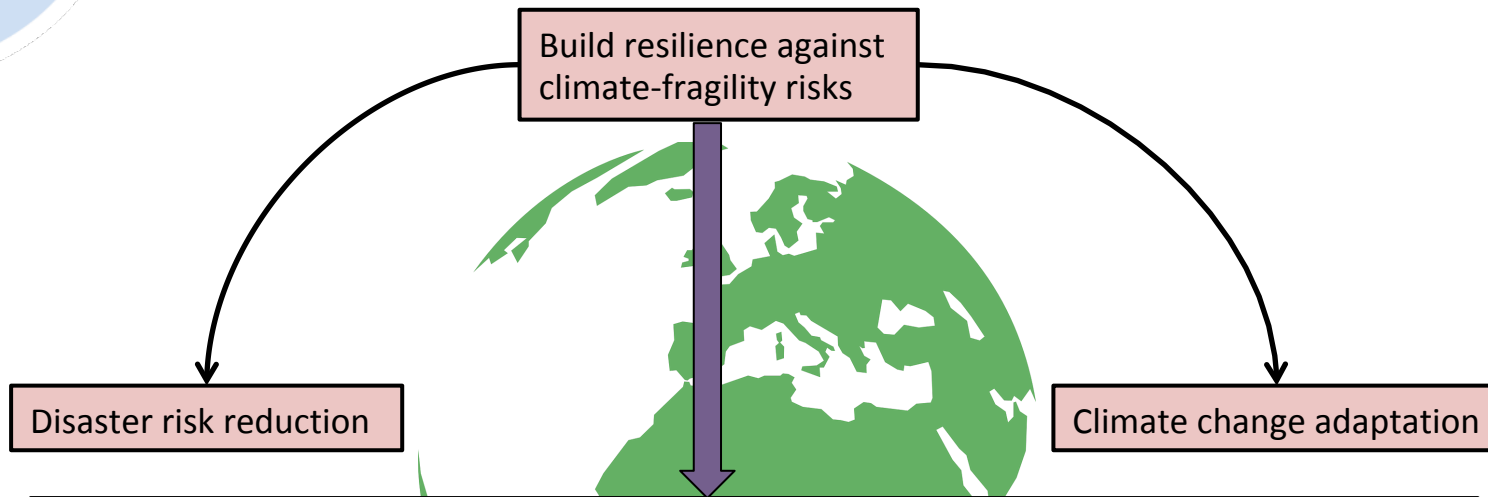 Build resilience against
climate-fragility risks
Disaster risk reduction
Climate change adaptation